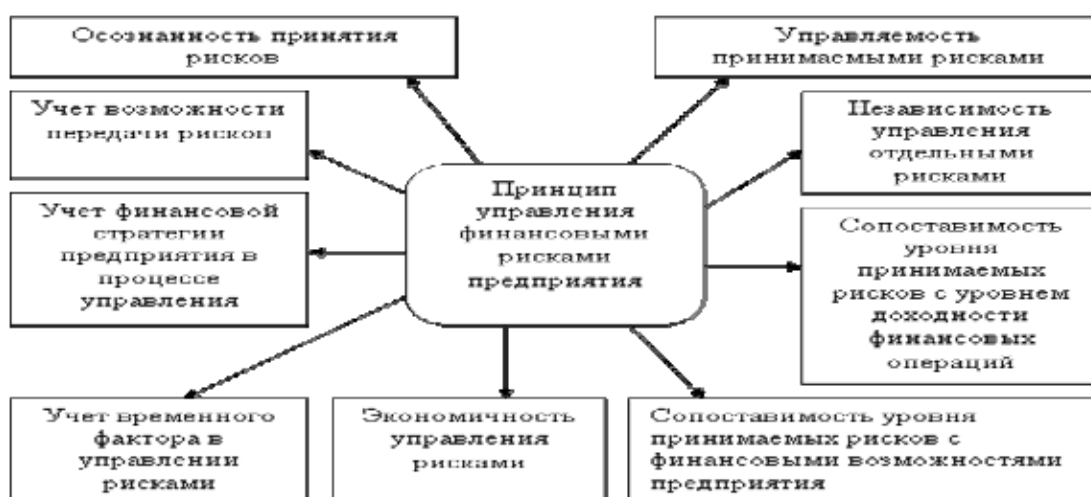 Осознанность принятия
рисков
Управляемость
принимаемыми рисками
Учет возможности
передачи рисков
Независимость
управления
отдельными
рисками
Принцип
управления
финансовыми
рисками
предприятия
Учет финансовой
стратегии
предприятия в
процессе
управления
Сопоставимость
уровня
принимаемых
рисков с уровнем
доходности
финансовых
операций
Учет временного
фактора в
управлении
рисками
Экономичность
управления
рисками
Сопоставимость уровня
принимаемых рисков с
финансовыми возможностями
предприятия